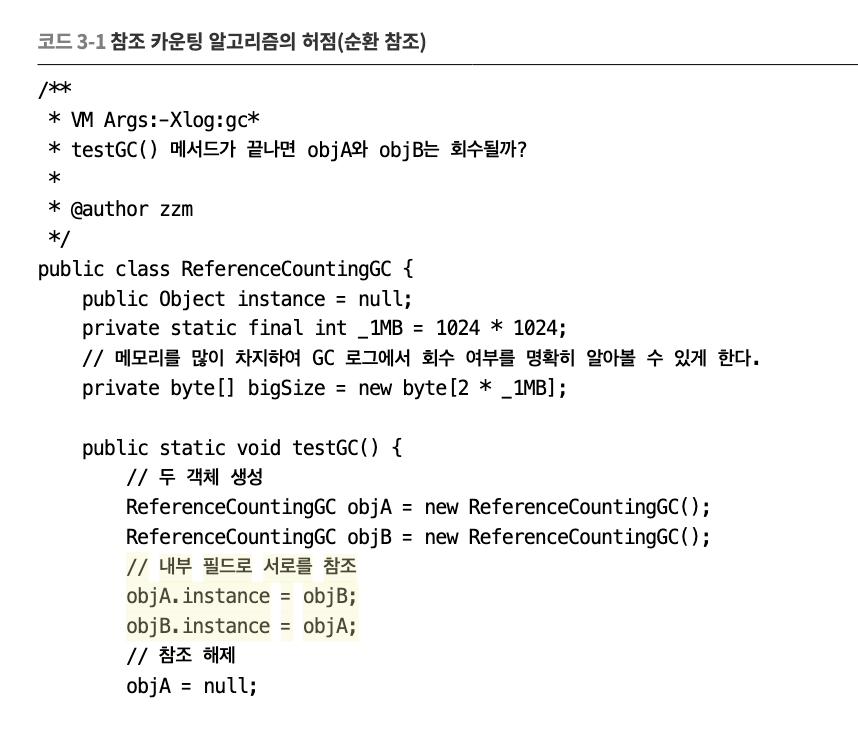 코드 3-1 참조 카운팅 알고리즘의 허점(순환 참조)
/**
 * VM Args:-Xlog:gc*
 * testGC() 메서드가 끝나면 objA와 objB는 회수될까?
 *
 * @author zzm
 */
public class ReferenceCountingGC {
    public Object instance = null;
    private static final int _1MB = 1024 * 1024;
    // 메모리를 많이 차지하여 GC 로그에서 회수 여부를 명확히 알아볼 수 있게 한다.
    private byte[] bigSize = new byte[2 * _1MB];

    public static void testGC() {
        // 두 객체 생성
        ReferenceCountingGC objA = new ReferenceCountingGC();
        ReferenceCountingGC objB = new ReferenceCountingGC();
        // 내부 필드로 서로를 참조
        objA.instance = objB;
        objB.instance = objA;
        // 참조 해제
        objA = null;